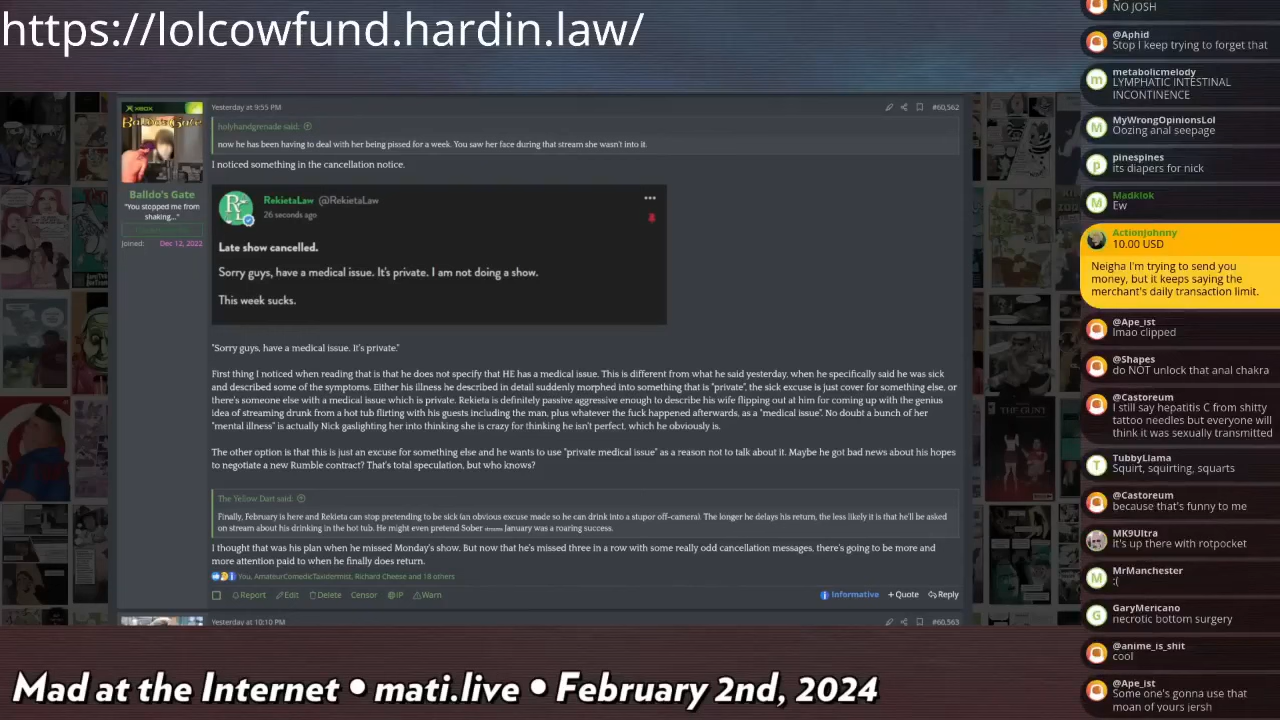 https://lolcowfund.hardin.law/
XBOX
Balldo's Gate
Balldo's Gate
"You stopped me from
shaking..."
Joined: Dec 12, 2022
Yesterday at 9:55 PM
#60,562
holyhandgrenade said:
now he has been having to deal with her being pissed for a week. You saw her face during that stream she wasn't into it.
I noticed something in the cancellation notice.
RekietaLaw @RekietaLaw
26 seconds ago
Late show cancelled.
Sorry guys, have a medical issue. It's private. I am not doing a show.
This week sucks.
"Sorry guys, have a medical issue. It's private."
First thing I noticed when reading that is that he does not specify that HE has a medical issue. This is different from what he said yesterday, when he specifically said he was sick
and described some of the symptoms. Either his illness he described in detail suddenly morphed into something that is "private", the sick excuse is just cover for something else, or
there's someone else with a medical issue which is private. Rekieta is definitely passive aggressive enough to describe his wife flipping out at him for coming up with the genius
idea of streaming drunk from a hot tub flirting with his guests including the man, plus whatever the fuck happened afterwards, as a "medical issue". No doubt a bunch of her
"mental illness" is actually Nick gaslighting her into thinking she is crazy for thinking he isn't perfect, which he obviously is.
The other option is that this is just an excuse for something else and he wants to use "private medical issue" as a reason not to talk about it. Maybe he got bad news about his hopes
to negotiate a new Rumble contract? That's total speculation, but who knows?
The Yellow Dart said:
Finally, February is here and Rekieta can stop pretending to be sick (an obvious excuse made so he can drink into a stupor off-camera). The longer he delays his return, the less likely it is that he'll be asked
on stream about his drinking in the hot tub. He might even pretend Sober January was a roaring success.
I thought that was his plan when he missed Monday's show. But now that he's missed three in a row with some really odd cancellation messages, there's going to be more and
more attention paid to when he finally does return.
You, AmateurComedicTaxidermist, Richard Cheese and 18 others
Report Edit Delete Censor IP Warn
Informative + Quote Reply
Yesterday at 10:10 PM
#60,563
Mad at the Internet • mati.live • February 2nd, 2024
NO JOSH
@Aphid
Stop I keep trying to forget that
metabolicmelody
LYMPHATIC INTESTINAL
INCONTINENCE
MyWrongOpinionsLol
Oozing anal seepage
pinespines
its diapers for nick
Madklok
Ew
ActionJohnny
10.00 USD
Neigha I'm trying to send you
money, but it keeps saying the
merchant's daily transaction limit.
@Ape_ist
lmao clipped
@Shapes
do NOT unlock that anal chakra
@Castoreum
I still say hepatitis C from shitty
tattoo needles but everyone will
think it was sexually transmitted
TubbyLlama
Squirt, squirting, squarts
@Castoreum
because that's funny to me
MK9Ultra
it's up there with rotpocket
MrManchester
:(
GaryMericano
necrotic bottom surgery
@anime_is_shit
cool
@Ape_ist
Some one's gonna use that
moan of yours jersh